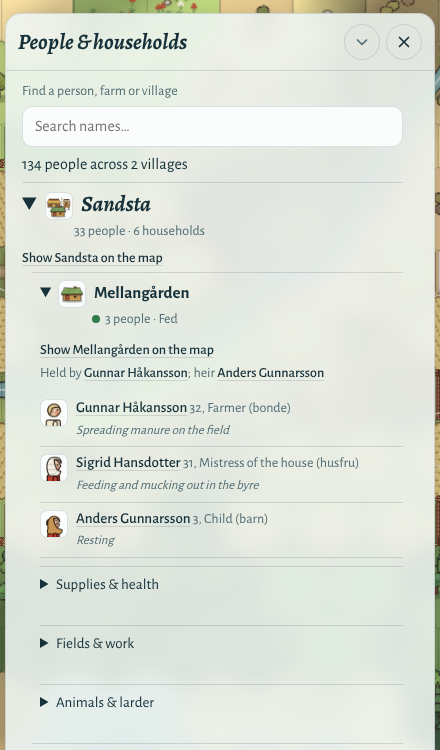 People & households
Find a person, farm or village
Search names...
134 people across 2 villages
Sandsta
33 people · 6 households
Show Sandsta on the map
Mellangården
3 people · Fed
Show Mellangården on the map
Held by Gunnar Håkansson; heir Anders Gunnarsson
Gunnar Håkansson 32, Farmer (bonde)
Spreading manure on the field
Sigrid Hansdotter 31, Mistress of the house (husfru)
Feeding and mucking out in the byre
Anders Gunnarsson 3, Child (barn)
Resting
Supplies & health
Fields & work
Animals & larder